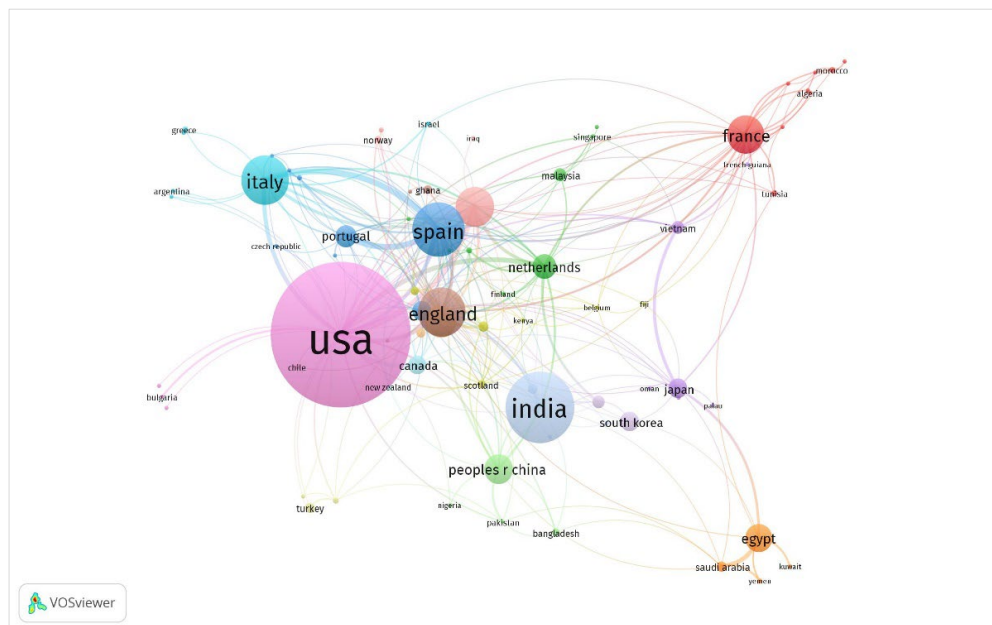 morocco
algeria
greece
israel
norway
iraq
singapore
france
frenchguiana
malaysia
italy
argentina
ghana
tunisia
spain
portugal
vietnam
czech republic
netherlands
finland
belgium
fiji
england
kenya
usa
chile
canada
new zealand
scotland
oman
japan
bulgaria
palau
india
south korea
peoples r china
nigeria
turkey
pakistan
bangladesh
egypt
saudi arabia
kuwait
yemen
VOSviewer